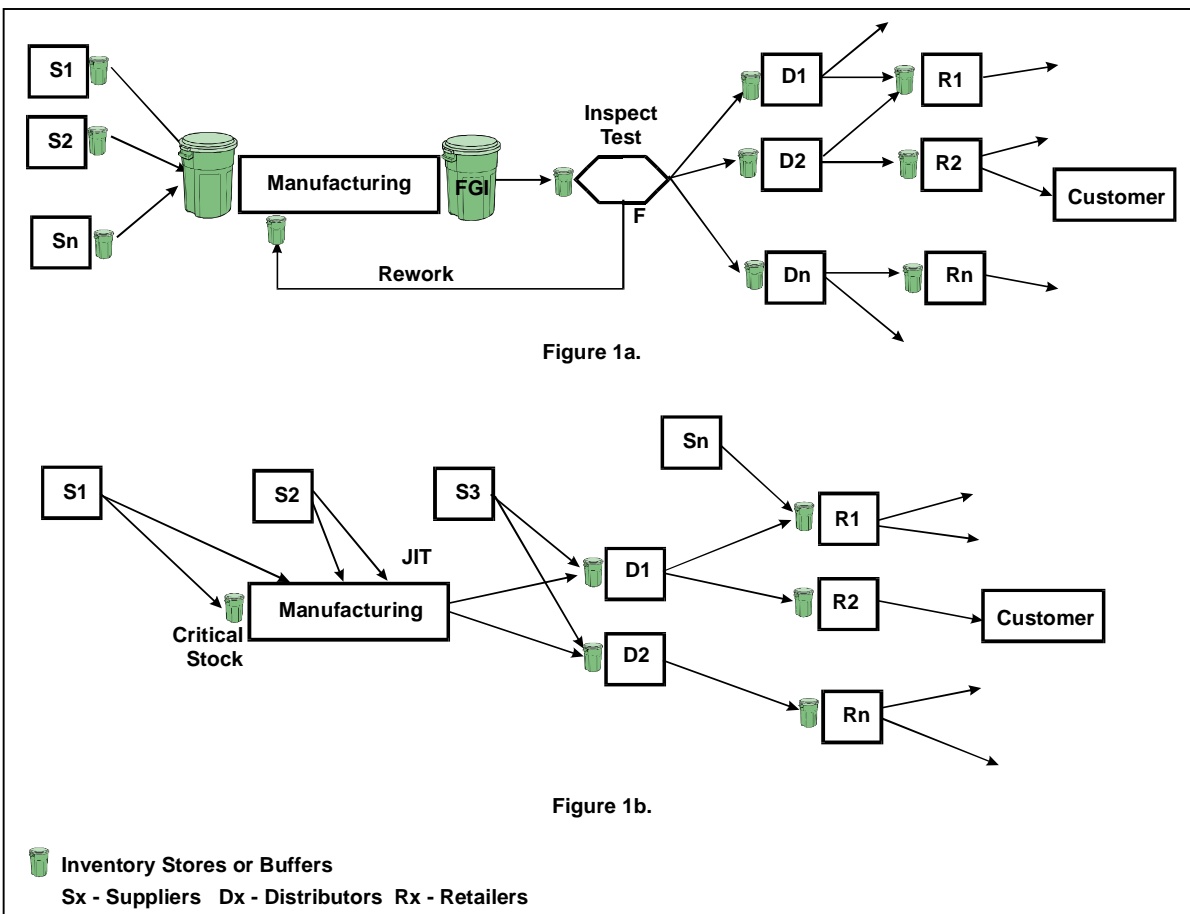 S1
S2
Sn
Manufacturing
FGI
Inspect
Test
F
Rework
D1
D2
Dn
R1
R2
Rn
Customer
Figure 1a.
S1
S2
S3
Sn
JIT
Manufacturing
Critical
Stock
D1
D2
R1
R2
Rn
Customer
Figure 1b.
Inventory Stores or Buffers
Sx - Suppliers Dx - Distributors Rx - Retailers